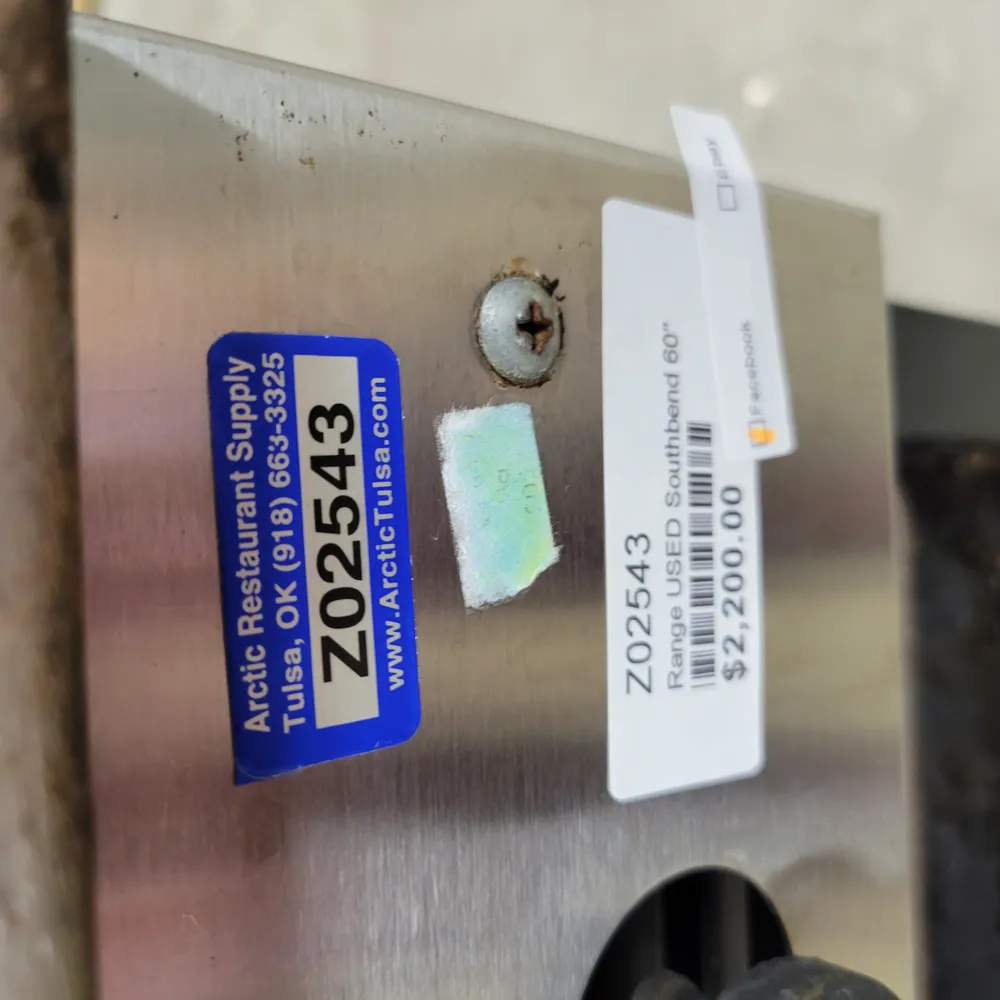 Arctic Restaurant Supply
Tulsa, OK (918) 663-3325
Z02543
www.ArcticTulsa.com
Z02543
Range USED Southbend 60"
$2,200.00
Facebook